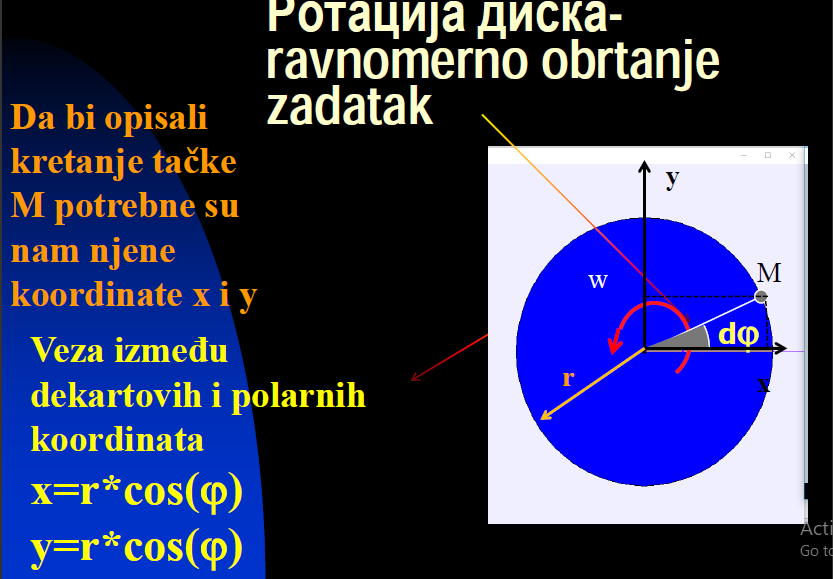 Ротација диска-
ravnomerno obrtanje
zadatak
Da bi opisali
kretanje tačke
M potrebne su
nam njene
koordinate x i y
Veza između
dekartovih i polarnih
koordinata
x=r*cos(φ)
y=r*cos(φ)
y
M
w
dφ
r
x
Acti
Go to